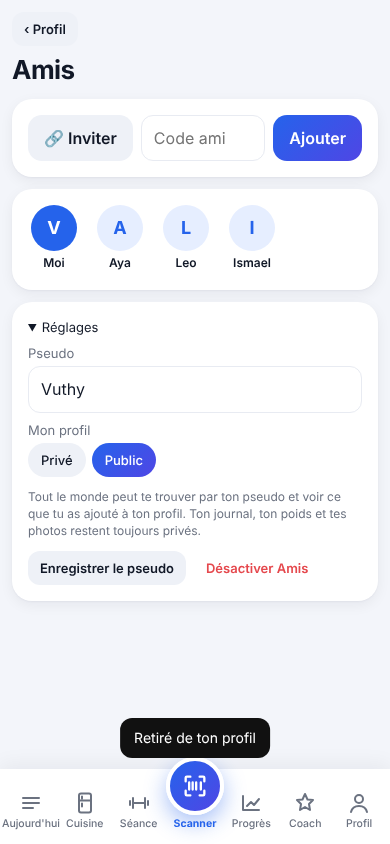 ‹ Profil
Amis
🔗 Inviter
Code ami
Ajouter
V
A
L
I
Moi
Aya
Leo
Ismael
▼ Réglages
Pseudo
Vuthy
Mon profil
Privé
Public
Tout le monde peut te trouver par ton pseudo et voir ce
que tu as ajouté à ton profil. Ton journal, ton poids et tes
photos restent toujours privés.
Enregistrer le pseudo
Désactiver Amis
Retiré de ton profil
Aujourd'hui
Cuisine
Séance
Scanner
Progrès
Coach
Profil